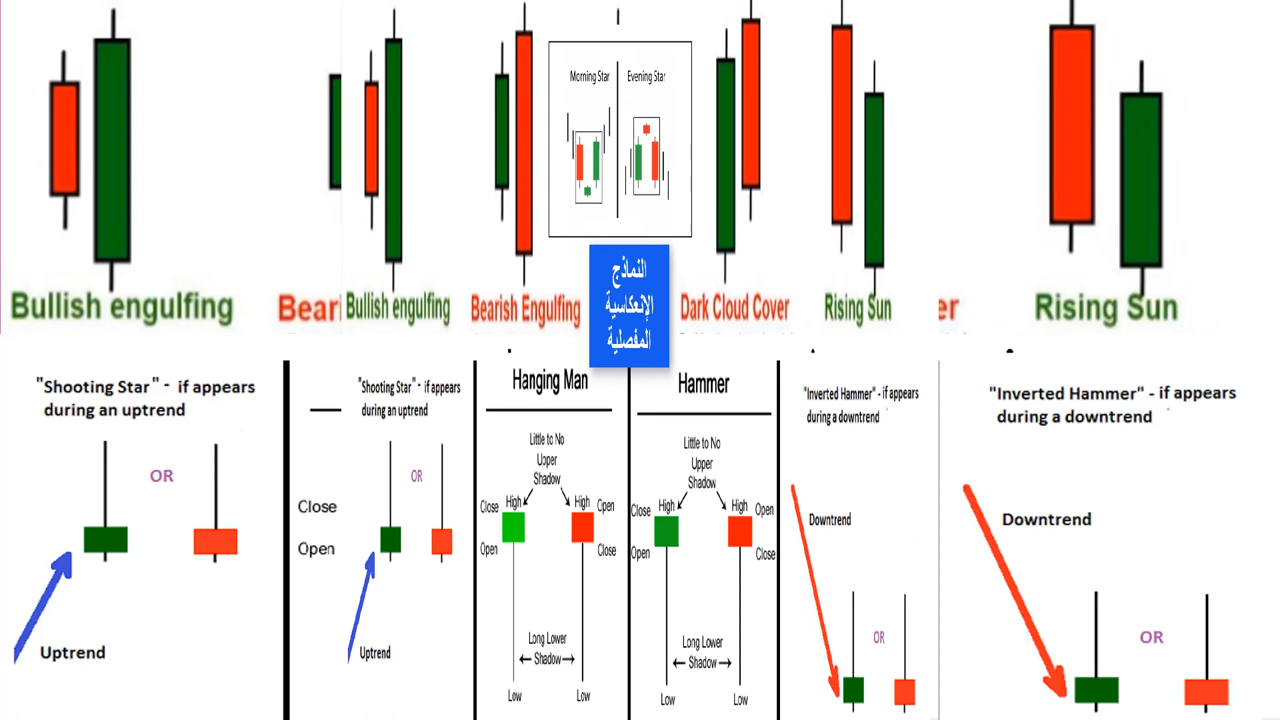 Morning Star
Evening Star
النماذج
الإنعكاسية
المفصلية
Bullish engulfing
Beari
Bullish engulfing
Bearish Engulfing
Dark Cloud Cover
Rising Sun
er
Rising Sun
"Shooting Star" - if appears
during an uptrend
OR
Close
Open
Uptrend
"Shooting Star" - if appears
during an uptrend
OR
Uptrend
Hanging Man
Little to No
Upper
Shadow
Close
High
High
Open
Open
Close
Long Lower
Shadow
Low
Low
Hammer
Little to No
Upper
Shadow
Close
High
High
Open
Open
Close
Long Lower
Shadow
Low
Low
"Inverted Hammer" - if appears
during a downtrend
Downtrend
OR
"Inverted Hammer" - if appears
during a downtrend
Downtrend
OR